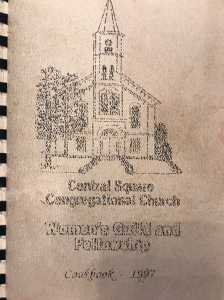 Central Square
Congregational Church
Women's Guild and
Fellowship
Cookbook - 1997